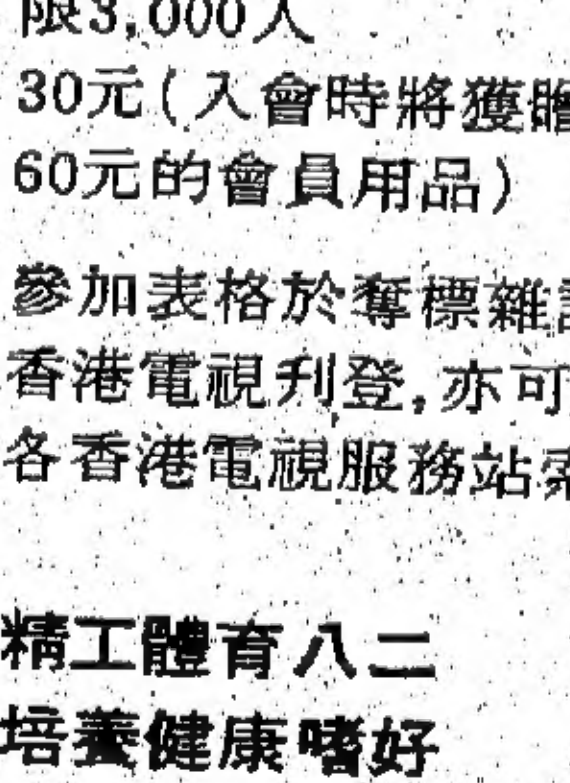 限3,000人
30元(入會時將獲贈
60元的會員用品)
參加表格於奪標雜
香港電視刋登,亦可
各香港電視服務站索
精工體育八二
培養健康嗜好